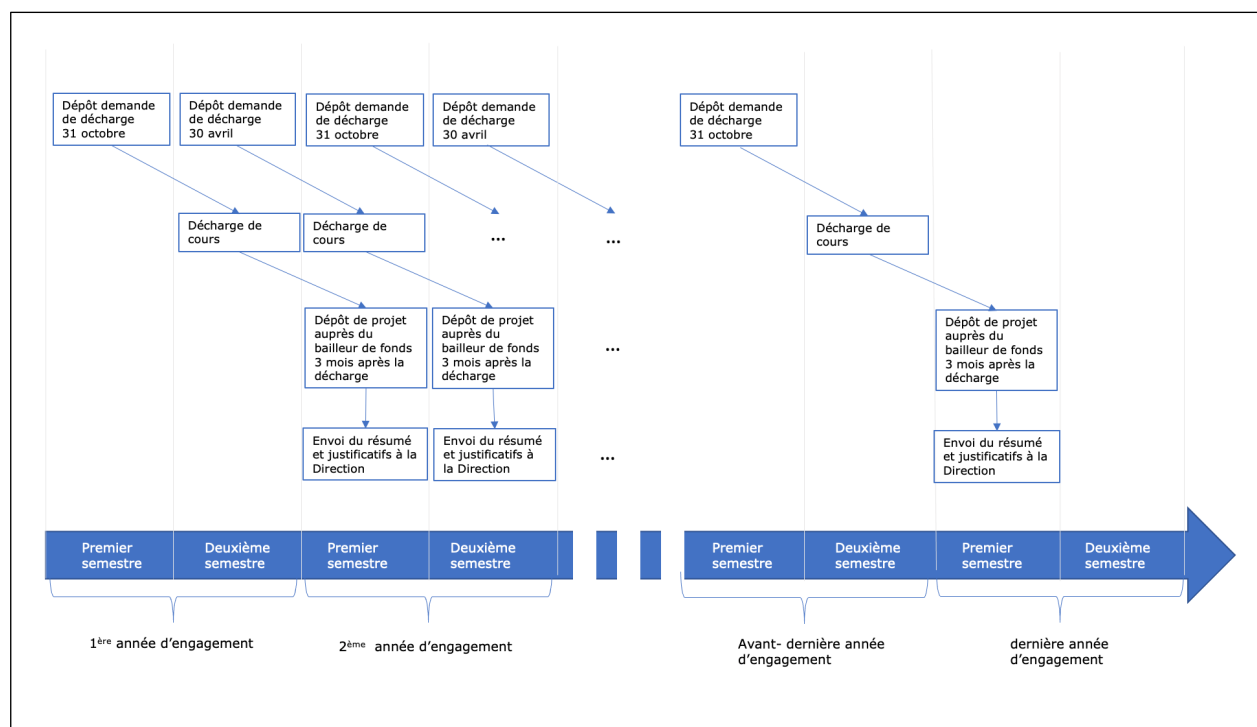 Dépôt demande
de décharge
31 octobre
Dépôt demande
de décharge
30 avril
Dépôt demande
de décharge
31 octobre
Dépôt demande
de décharge
30 avril
Dépôt demande
de décharge
31 octobre
Décharge de
cours
Décharge de
cours
...
...
Décharge de
cours
Dépôt de projet
auprès du
bailleur de fonds
3 mois après la
décharge
Dépôt de projet
auprès du
bailleur de fonds
3 mois après la
décharge
...
Dépôt de projet
auprès du
bailleur de fonds
3 mois après la
décharge
Envoi du résumé
et justificatifs à la
Direction
Envoi du résumé
et justificatifs à
la Direction
...
Envoi du résumé
et justificatifs à la
Direction
Premier
semestre
Deuxième
semestre
Premier
semestre
Deuxième
semestre
Premier
semestre
Deuxième
semestre
Premier
semestre
Deuxième
semestre
1ère année d’engagement
2ème année d’engagement
Avant- dernière année
d’engagement
dernière année
d’engagement